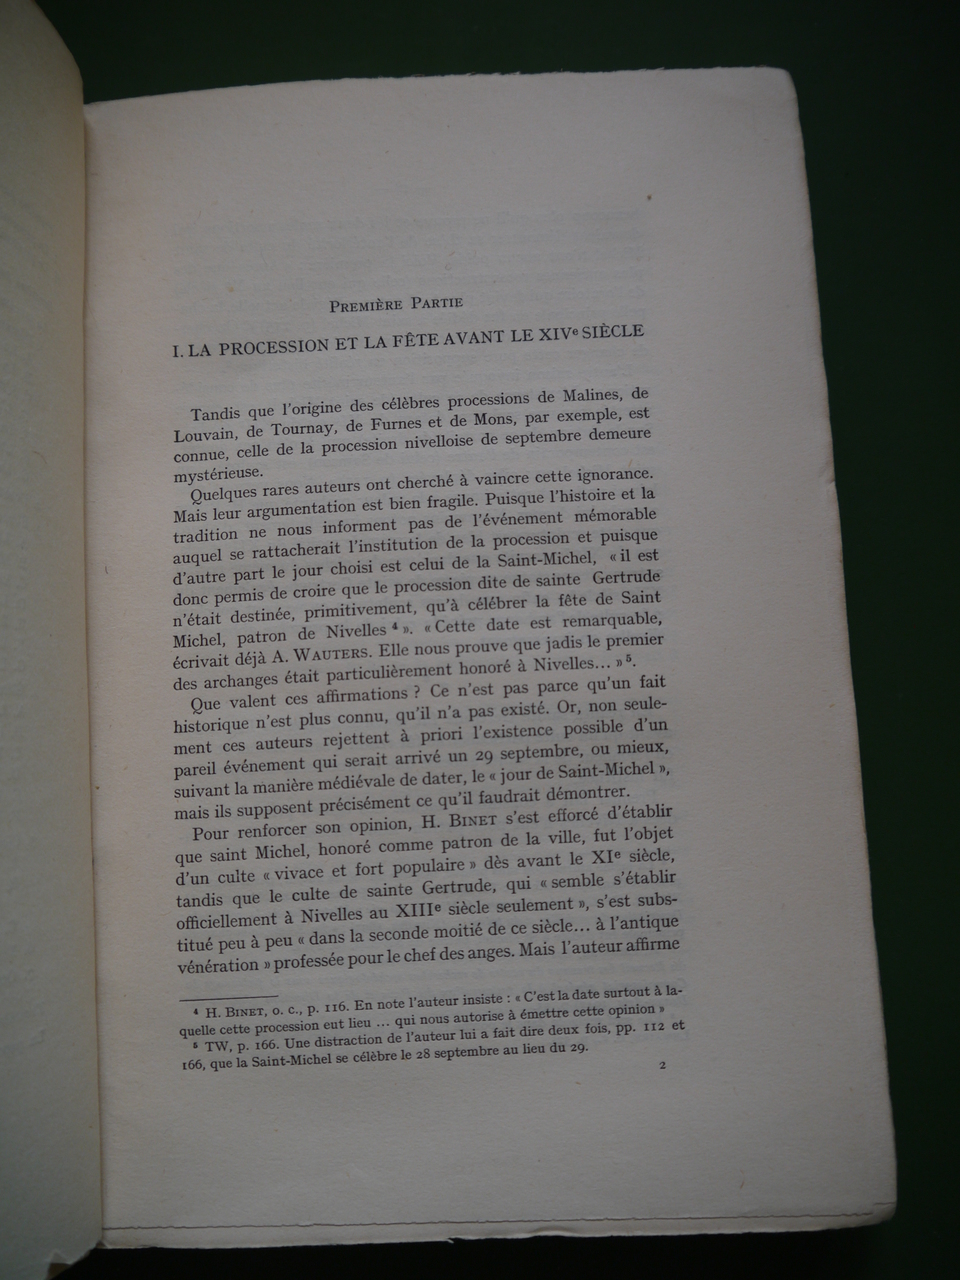 Première Partie
I. LA PROCESSION ET LA FÊTE AVANT LE XIVe SIÈCLE
Tandis que l'origine des célèbres processions de Malines, de
Louvain, de Tournay, de Furnes et de Mons, par exemple, est
connue, celle de la procession nivelloise de septembre demeure
mystérieuse.
Quelques rares auteurs ont cherché à vaincre cette ignorance.
Mais leur argumentation est bien fragile. Puisque l'histoire et la
tradition ne nous informent pas de l'événement mémorable
auquel se rattacherait l'institution de la procession et puisque
d'autre part le jour choisi est celui de la Saint-Michel, « il est
donc permis de croire que le procession dite de sainte Gertrude
n'était destinée, primitivement, qu'à célébrer la fête de Saint
Michel, patron de Nivelles ⁴ ». « Cette date est remarquable,
écrivait déjà A. Wauters. Elle nous prouve que jadis le premier
des archanges était particulièrement honoré à Nivelles... » ⁵.
Que valent ces affirmations ? Ce n'est pas parce qu'un fait
historique n'est plus connu, qu'il n'a pas existé. Or, non seule-
ment ces auteurs rejettent à priori l'existence possible d'un
pareil événement qui serait arrivé un 29 septembre, ou mieux,
suivant la manière médiévale de dater, le « jour de Saint-Michel »,
mais ils supposent précisément ce qu'il faudrait démontrer.
Pour renforcer son opinion, H. Binet s'est efforcé d'établir
que saint Michel, honoré comme patron de la ville, fut l'objet
d'un culte « vivace et fort populaire » dès avant le XIe siècle,
tandis que le culte de sainte Gertrude, qui « semble s'établir
officiellement à Nivelles au XIIIe siècle seulement », s'est subs-
titué peu à peu « dans la seconde moitié de ce siècle... à l'antique
vénération » professée pour le chef des anges. Mais l'auteur affirme
⁴ H. Binet, o. c., p. 116. En note l'auteur insiste : « C'est la date surtout à la-
quelle cette procession eut lieu ... qui nous autorise à émettre cette opinion »
⁵ TW, p. 166. Une distraction de l'auteur lui a fait dire deux fois, pp. 112 et
166, que la Saint-Michel se célèbre le 28 septembre au lieu du 29.
2